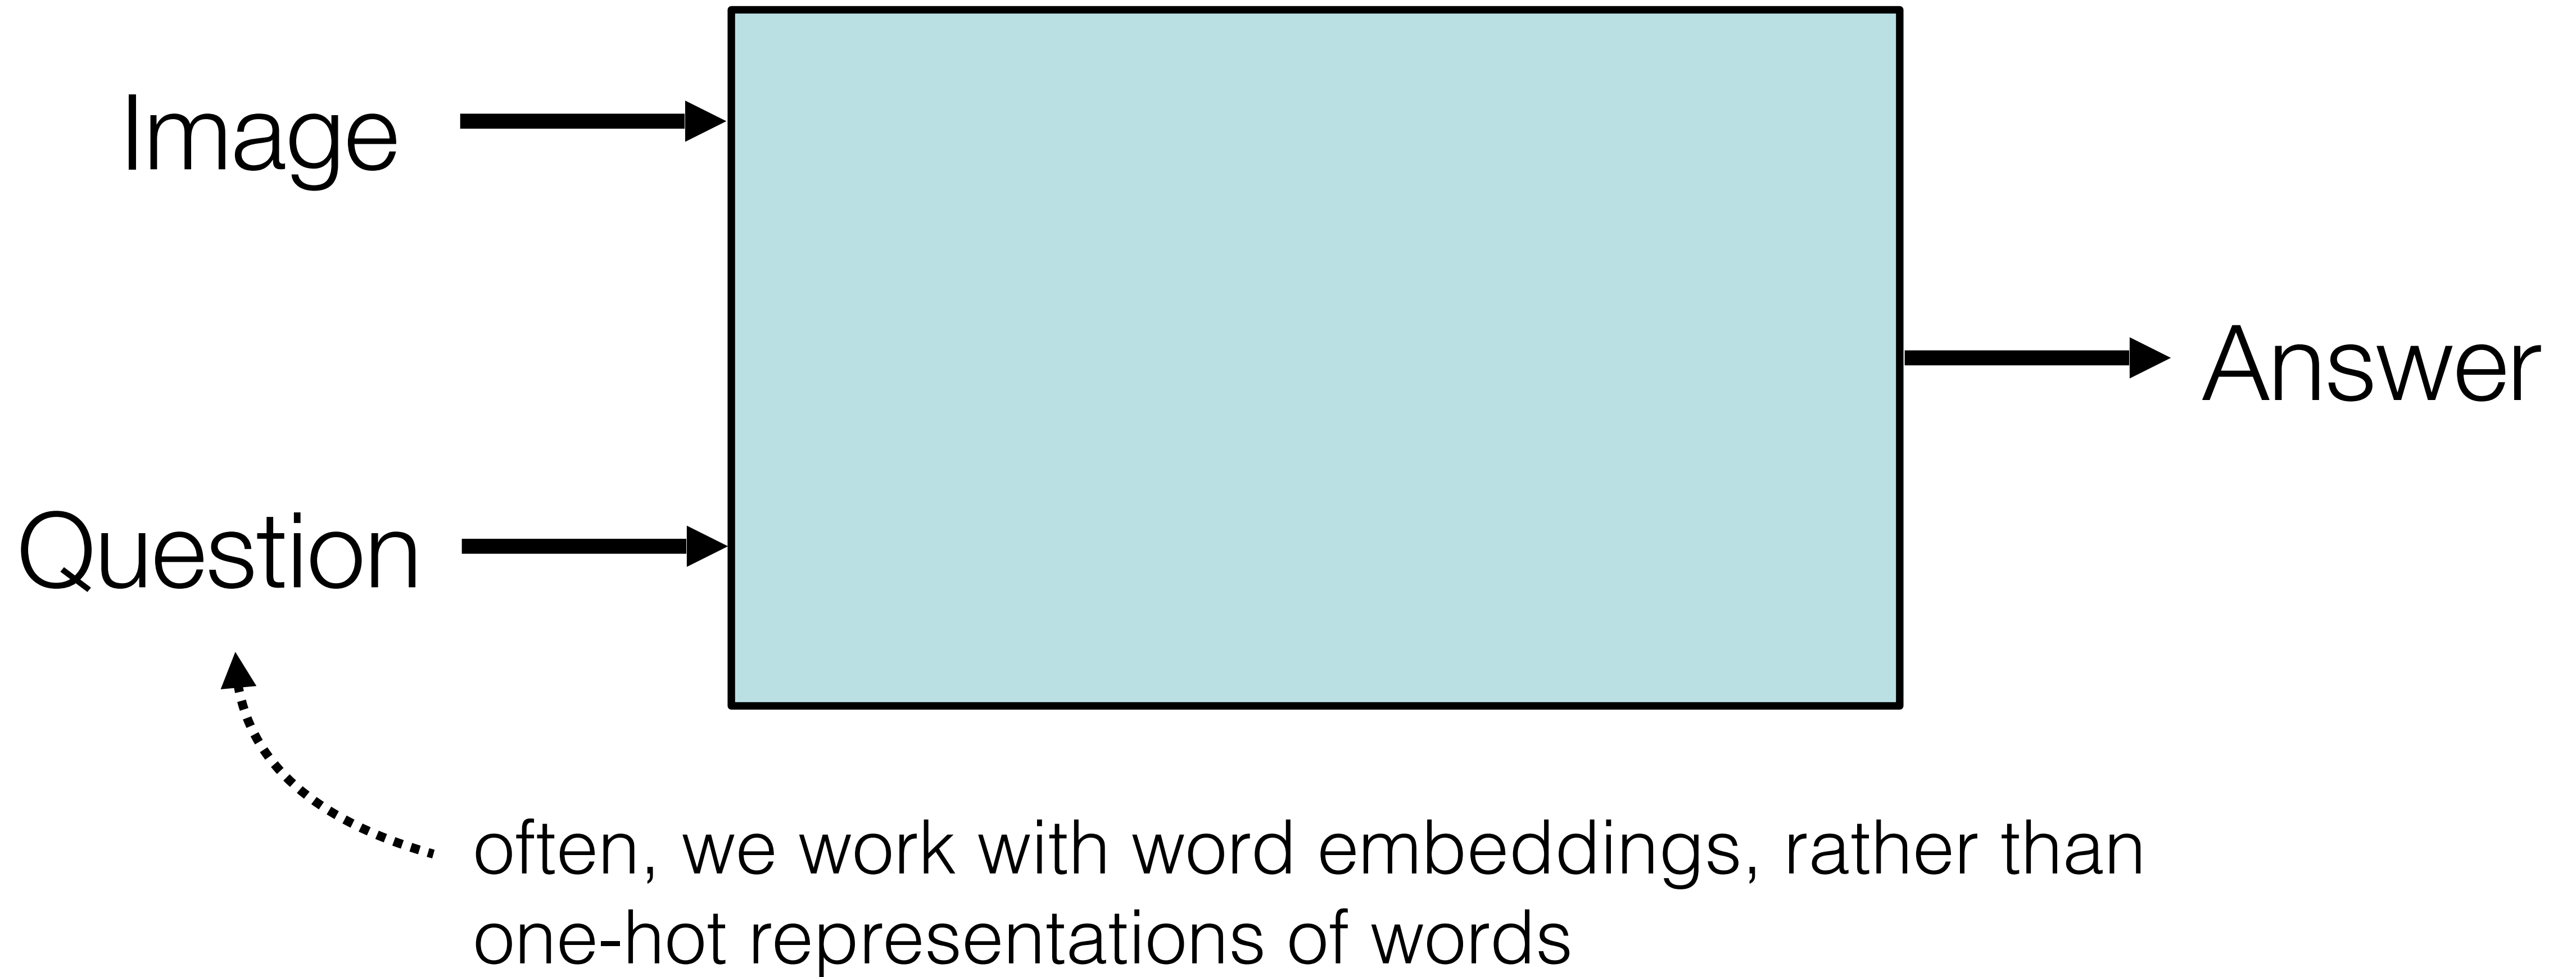 Image
Question
Answer
often, we work with word embeddings, rather than
one-hot representations of words